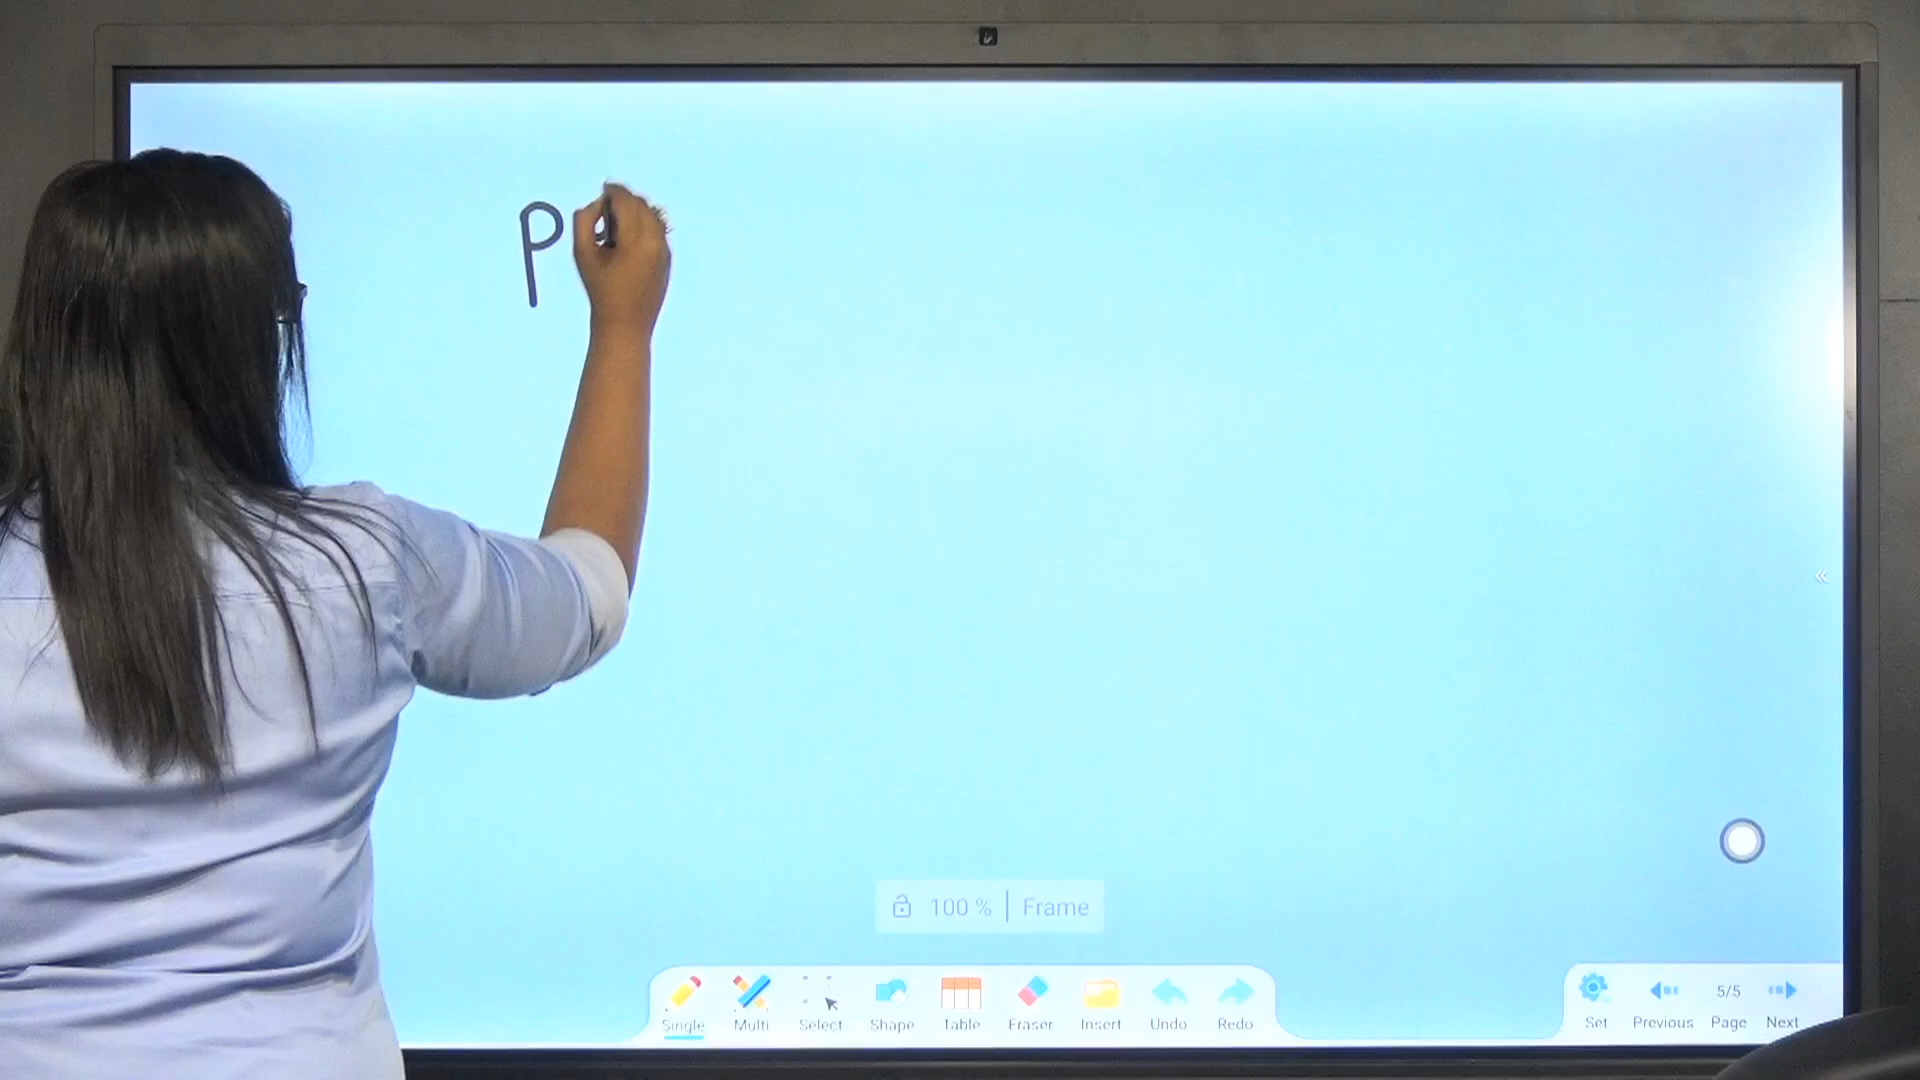 P
100 % | Frame
Single Multi Select Shape Table Eraser Insert Undo Redo
5/5
Set Previous Page Next